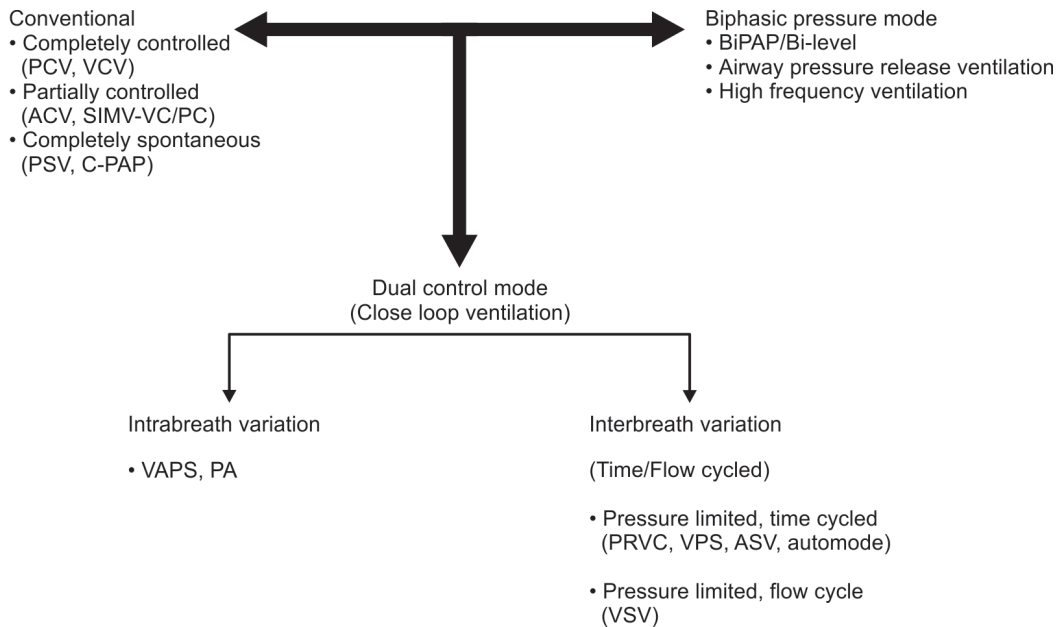 Conventional
• Completely controlled
(PCV, VCV)
• Partially controlled
(ACV, SIMV-VC/PC)
• Completely spontaneous
(PSV, C-PAP)
Biphasic pressure mode
• BiPAP/Bi-level
• Airway pressure release ventilation
• High frequency ventilation
Dual control mode
(Close loop ventilation)
Intrabreath variation
• VAPS, PA
Interbreath variation
(Time/Flow cycled)
• Pressure limited, time cycled
(PRVC, VPS, ASV, automode)
• Pressure limited, flow cycle
(VSV)